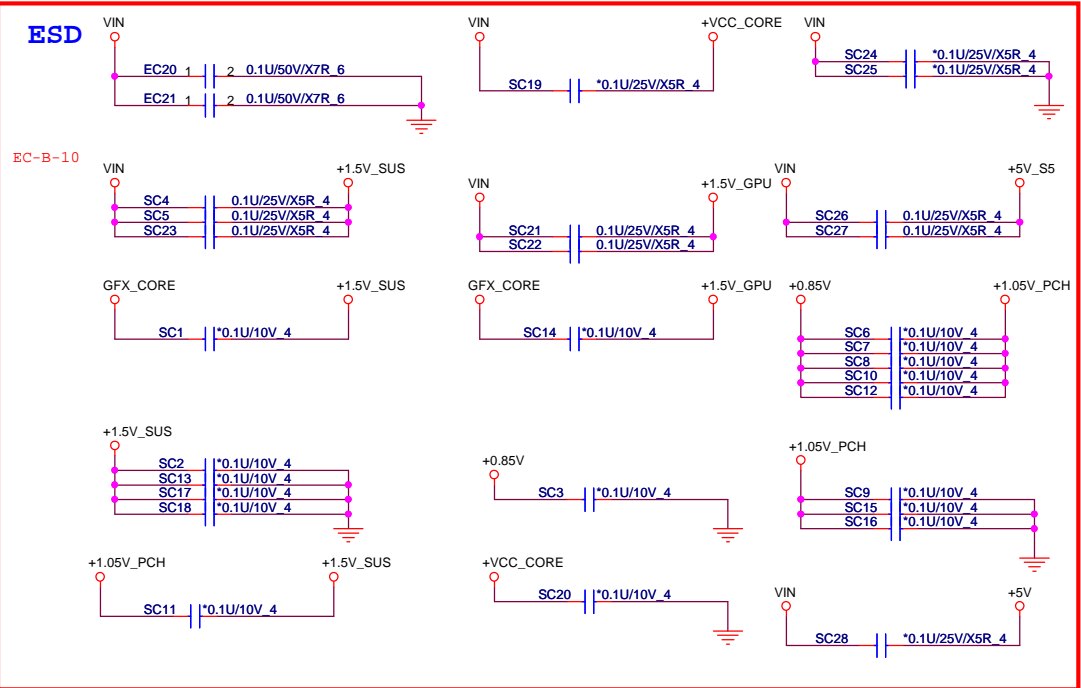 ESD
VIN
EC20 1 2 0.1U/50V/X7R_6
EC21 1 2 0.1U/50V/X7R_6
VIN +VCC_CORE
SC19 *0.1U/25V/X5R_4
VIN
SC24 *0.1U/25V/X5R_4
SC25 *0.1U/25V/X5R_4
EC-B-10
VIN +1.5V_SUS
SC4 0.1U/25V/X5R_4
SC5 0.1U/25V/X5R_4
SC23 0.1U/25V/X5R_4
VIN +1.5V_GPU
SC21 0.1U/25V/X5R_4
SC22 0.1U/25V/X5R_4
VIN +5V_S5
SC26 0.1U/25V/X5R_4
SC27 0.1U/25V/X5R_4
GFX_CORE +1.5V_SUS
SC1 *0.1U/10V_4
GFX_CORE +1.5V_GPU
SC14 *0.1U/10V_4
+0.85V +1.05V_PCH
SC6 *0.1U/10V_4
SC7 *0.1U/10V_4
SC8 *0.1U/10V_4
SC10 *0.1U/10V_4
SC12 *0.1U/10V_4
+1.5V_SUS
SC2 *0.1U/10V_4
SC13 *0.1U/10V_4
SC17 *0.1U/10V_4
SC18 *0.1U/10V_4
+0.85V
SC3 *0.1U/10V_4
+1.05V_PCH
SC9 *0.1U/10V_4
SC15 *0.1U/10V_4
SC16 *0.1U/10V_4
+1.05V_PCH +1.5V_SUS
SC11 *0.1U/10V_4
+VCC_CORE
SC20 *0.1U/10V_4
VIN +5V
SC28 *0.1U/25V/X5R_4